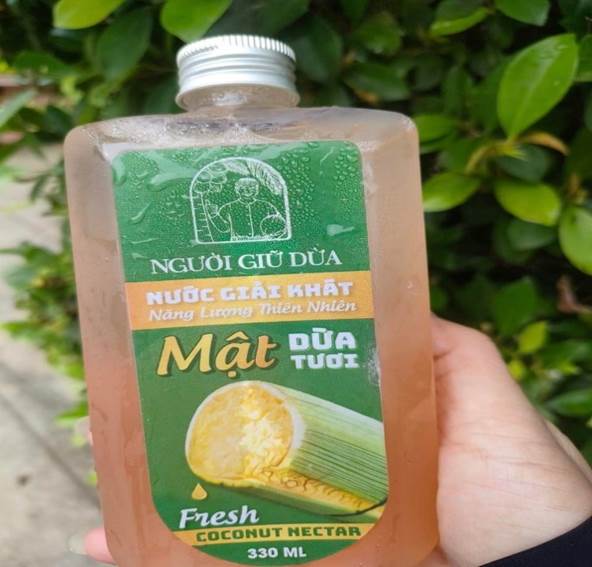 NGƯỜI GIỮ DỪA
NƯỚC GIẢI KHÁT
Năng Lượng Thiên Nhiên
Mật DỪA
TƯƠI
Fresh
COCONUT NECTAR
330 ML